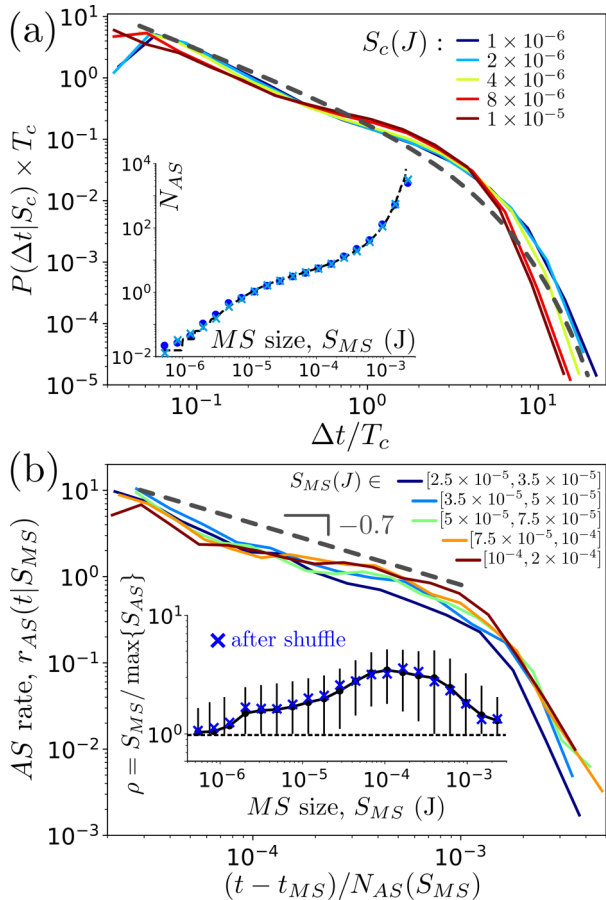 (a)
S_c(J) :
1 × 10^-6
2 × 10^-6
4 × 10^-6
8 × 10^-6
1 × 10^-5
P(Δt|S_c) × T_c
10^1
10^0
10^-1
10^-2
10^-3
10^-4
10^-5
N_AS
10^4
10^2
10^0
10^-2
10^-6
10^-5
10^-4
10^-3
MS size, S_MS (J)
10^-1
10^0
10^1
Δt/T_c
(b)
S_MS(J) ∈
[2.5 × 10^-5, 3.5 × 10^-5]
[3.5 × 10^-5, 5 × 10^-5]
[5 × 10^-5, 7.5 × 10^-5]
[7.5 × 10^-5, 10^-4]
[10^-4, 2 × 10^-4]
−0.7
AS rate, r_AS(t|S_MS)
10^1
10^0
10^-1
10^-2
10^-3
ρ = S_MS/ max{S_AS}
10^1
10^0
after shuffle
10^-6
10^-5
10^-4
10^-3
MS size, S_MS (J)
10^-4
10^-3
(t − t_MS)/N_AS(S_MS)